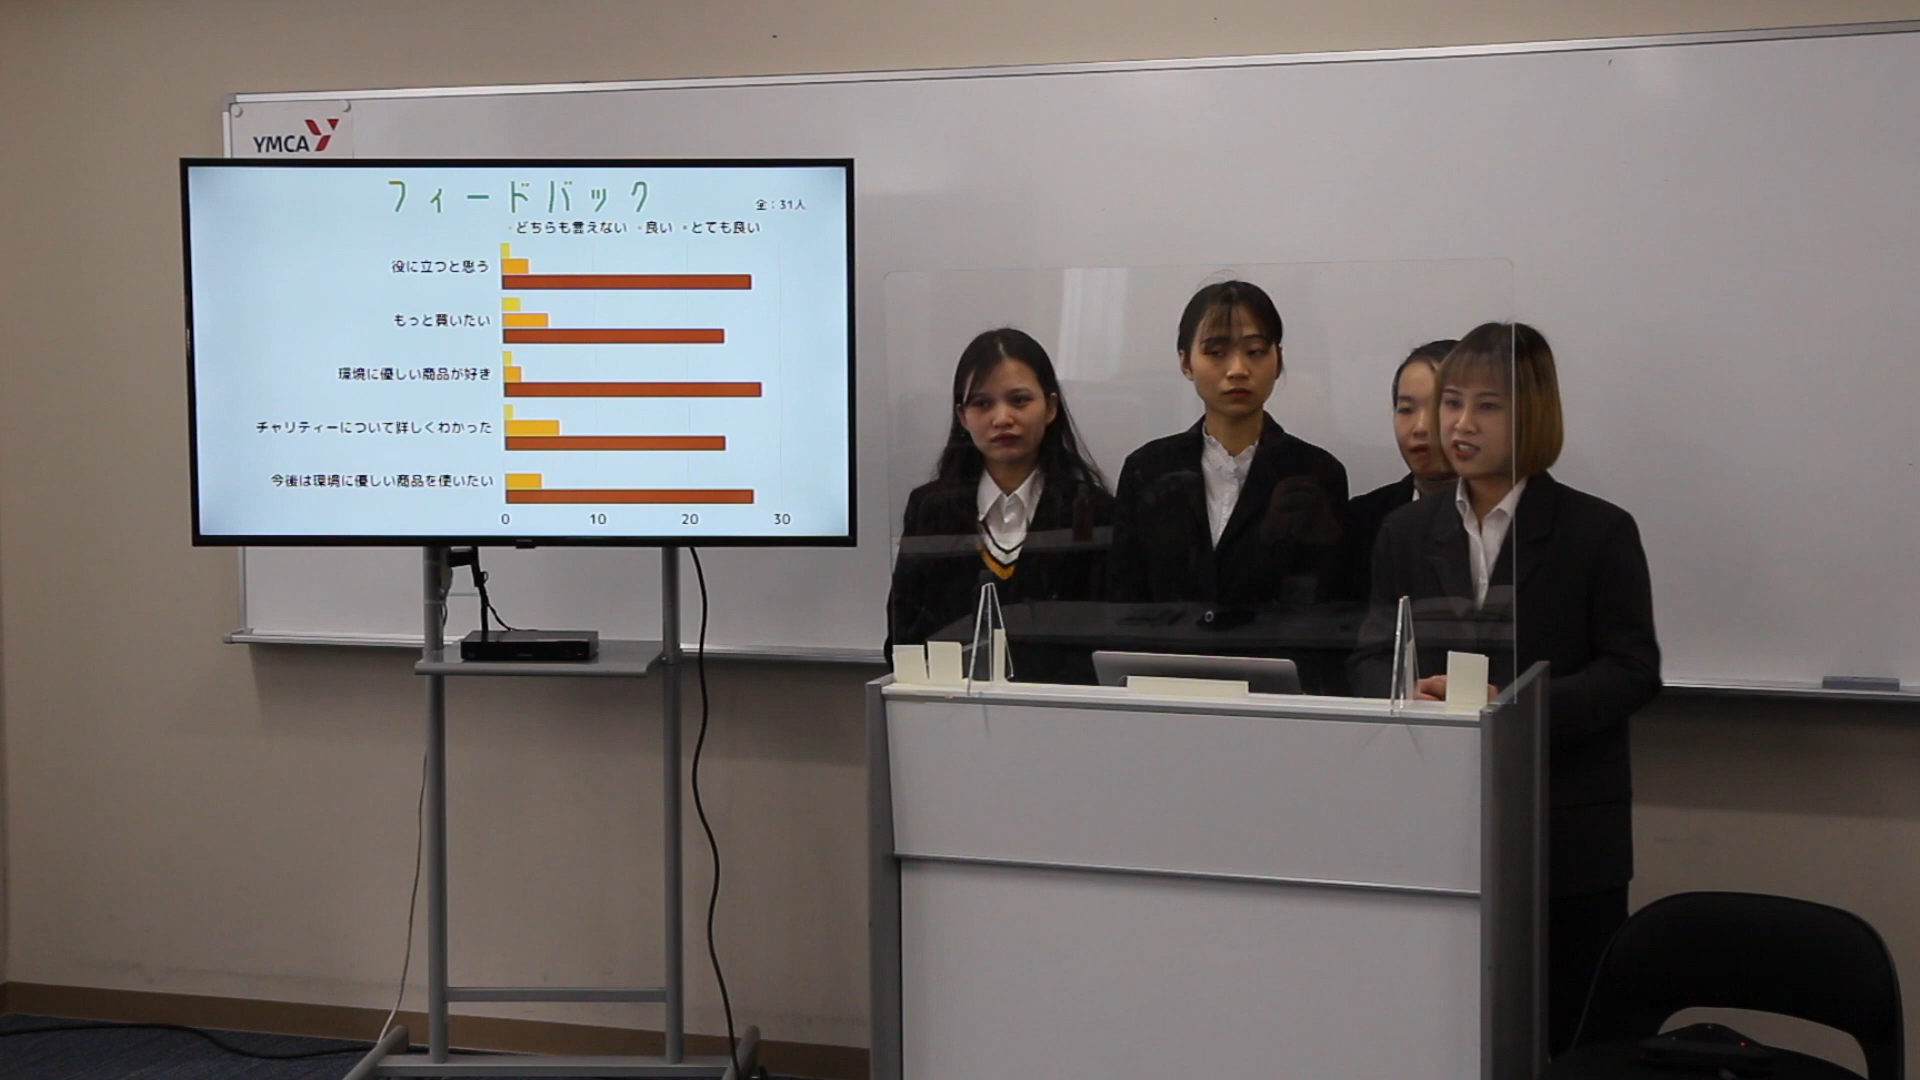 YMCA
フィードバック
全：31人
どちらも言えない 良い とても良い
役に立つと思う
もっと買いたい
環境に優しい商品が好き
チャリティーについて詳しくわかった
今後は環境に優しい商品を使いたい
0 10 20 30